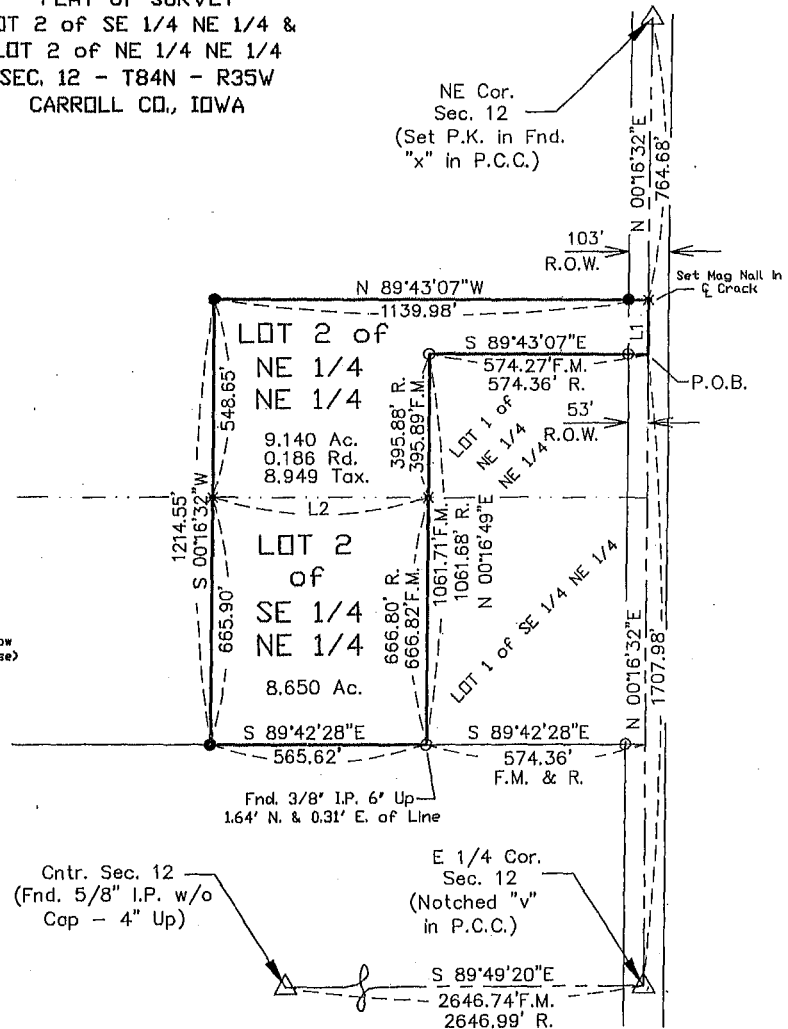 PLAT OF SURVEY
LOT 2 of SE 1/4 NE 1/4 &
LOT 2 of NE 1/4 NE 1/4
SEC. 12 - T84N - R35W
CARROLL CO., IOWA
NE Cor.
Sec. 12
(Set P.K. in Fnd.
"x" in P.C.C.)
N 00°16'32"E
764.68'
103'
R.O.W.
Set Mag Nail In
℄ Crack
N 89°43'07"W
1139.98'
L1
S 89°43'07"E
574.27'F.M.
574.36' R.
P.O.B.
53'
R.O.W.
LOT 2 of
NE 1/4
NE 1/4
9.140 Ac.
0.186 Rd.
8.949 Tax.
548.65'
395.88' R.
395.89'F.M.
LOT 1 of
NE 1/4
NE 1/4
L2
1214.55'
S 00°16'32"W
LOT 2
of
SE 1/4
NE 1/4
8.650 Ac.
665.90'
666.80' R.
666.82'F.M.
1061.71'F.M.
1061.68' R.
N 00°16'49"E
LOT 1 of SE 1/4 NE 1/4
N 00°16'32"E
1707.98'
S 89°42'28"E
565.62'
S 89°42'28"E
574.36'
F.M. & R.
Fnd. 3/8" I.P. 6" Up
1.64' N. & 0.31' E. of Line
Cntr. Sec. 12
(Fnd. 5/8" I.P. w/o
Cap - 4" Up)
E 1/4 Cor.
Sec. 12
(Notched "v"
in P.C.C.)
S 89°49'20"E
2646.74'F.M.
2646.99' R.